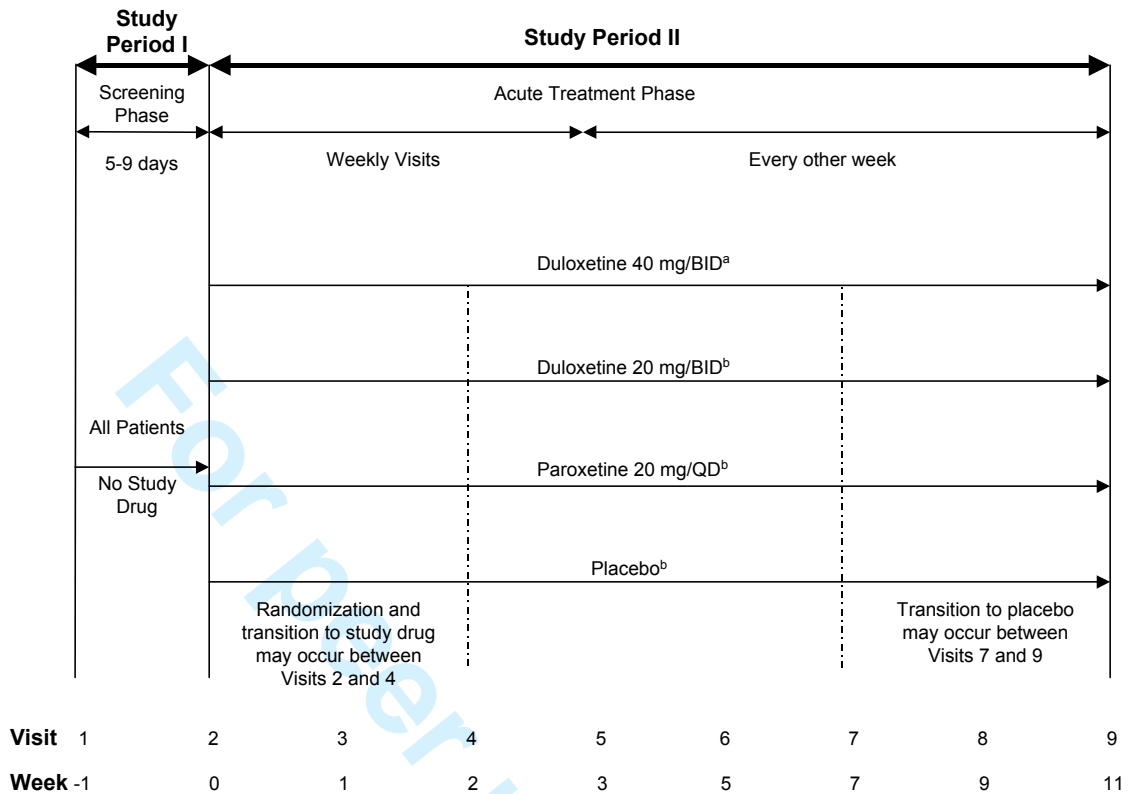 Study
Period I
Study Period II
Screening
Phase
Acute Treatment Phase
5-9 days
Weekly Visits
Every other week
Duloxetine 40 mg/BIDᵃ
Duloxetine 20 mg/BIDᵇ
All Patients
No Study
Drug
Paroxetine 20 mg/QDᵇ
Placeboᵇ
Randomization and
transition to study drug
may occur between
Visits 2 and 4
Transition to placebo
may occur between
Visits 7 and 9
Visit 1 2 3 4 5 6 7 8 9
Week -1 0 1 2 3 5 7 9 11
For peer